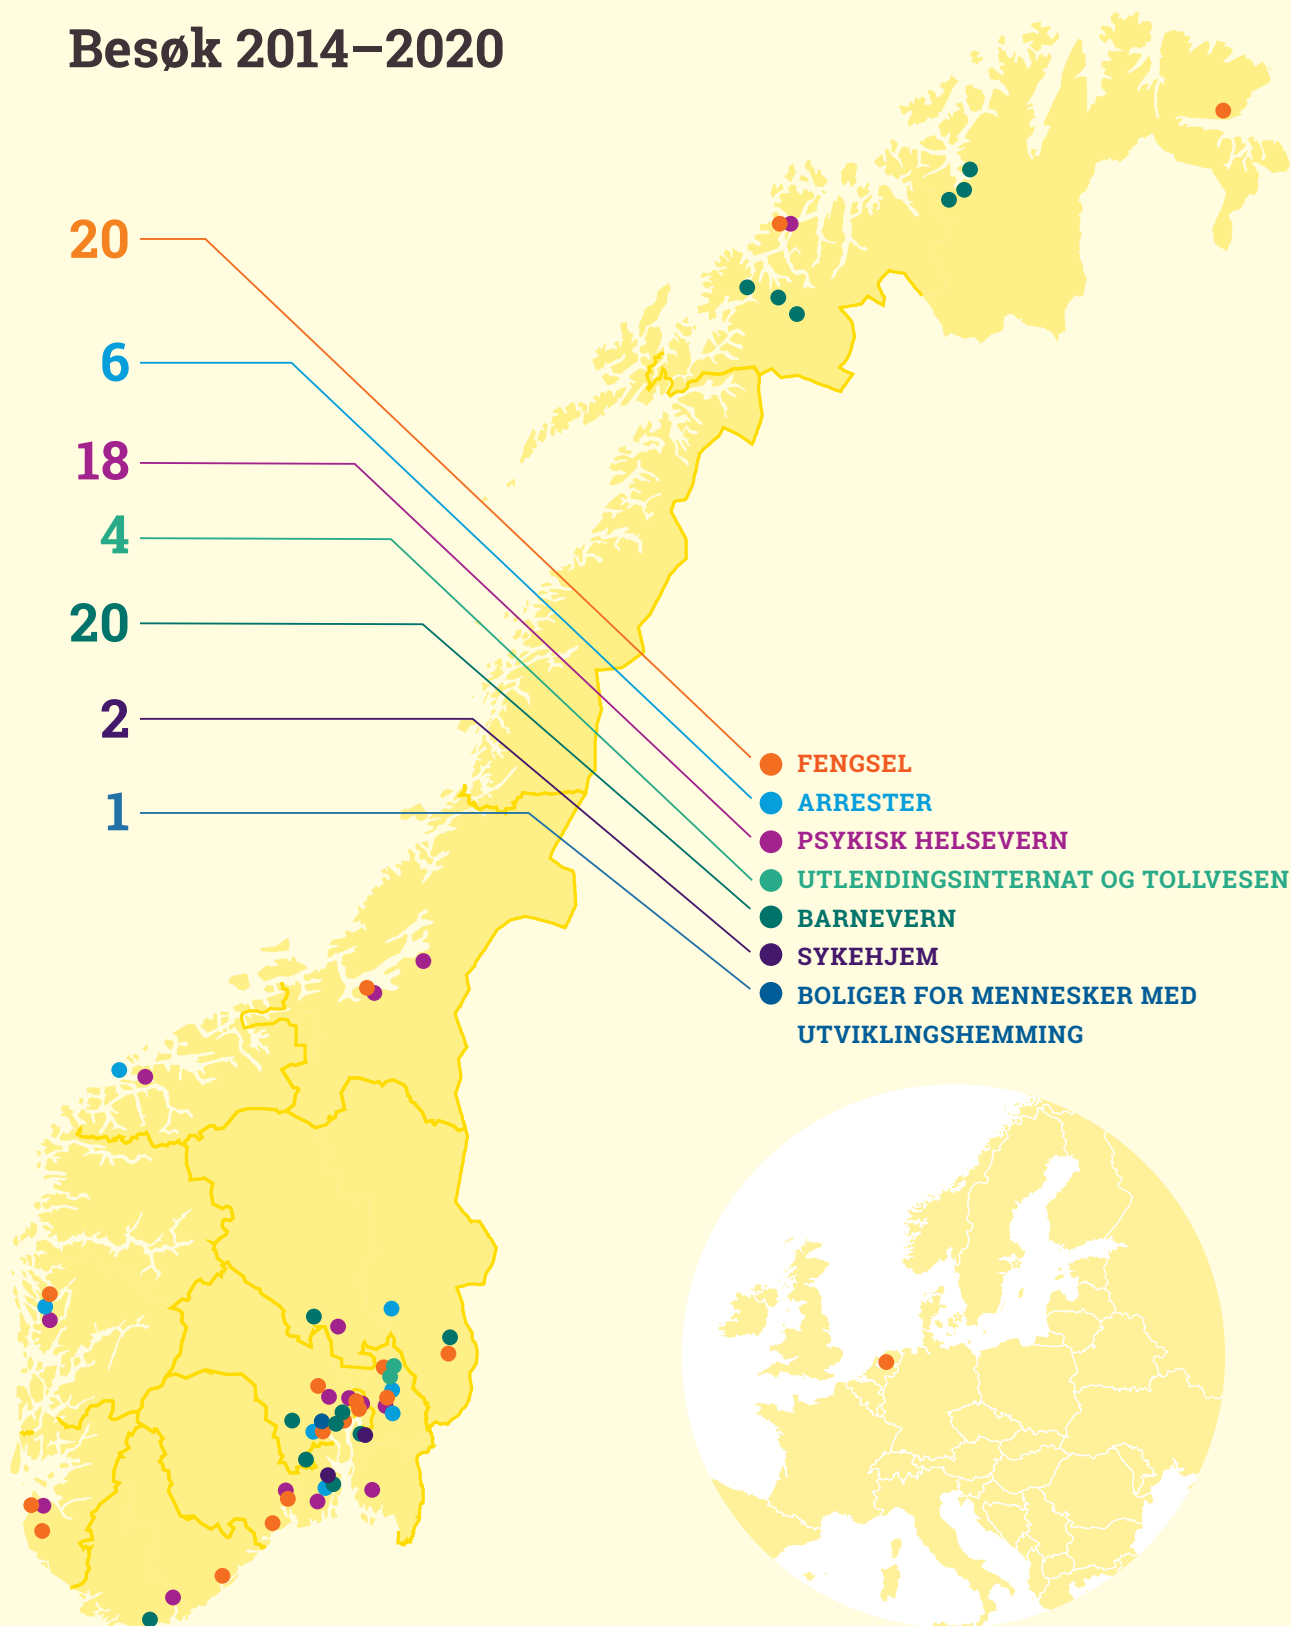 Besøk 2014–2020
20
6
18
4
20
2
1
FENGSEL
ARRESTER
PSYKISK HELSEVERN
UTLENDINGSINTERNAT OG TOLLVESEN
BARNEVERN
SYKEHJEM
BOLIGER FOR MENNESKER MED
UTVIKLINGSHEMMING